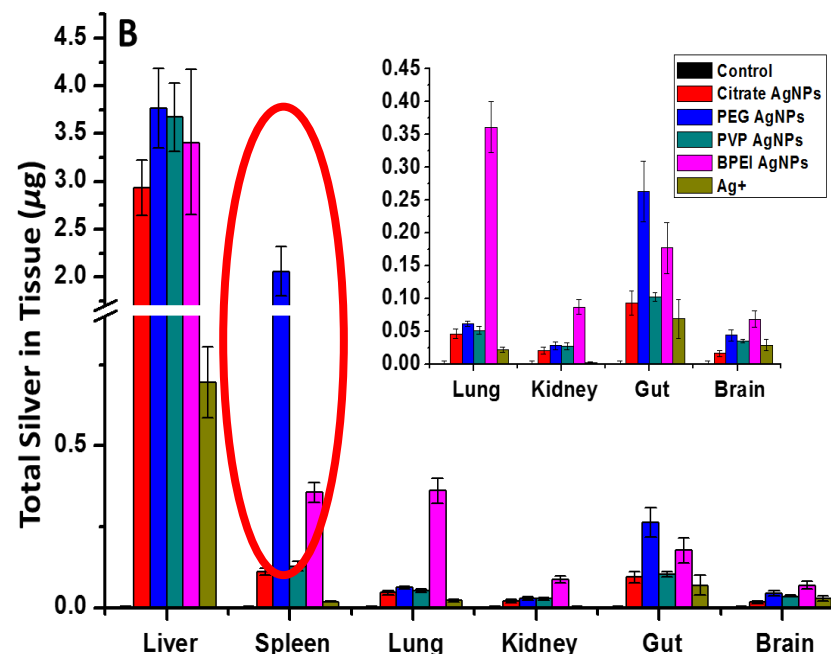 B
Total Silver in Tissue (µg)
4.5
4.0
3.5
3.0
2.5
2.0
0.5
0.0
Liver
Spleen
Lung
Kidney
Gut
Brain
0.45
0.40
0.35
0.30
0.25
0.20
0.15
0.10
0.05
0.00
Lung
Kidney
Gut
Brain
Control
Citrate AgNPs
PEG AgNPs
PVP AgNPs
BPEI AgNPs
Ag+